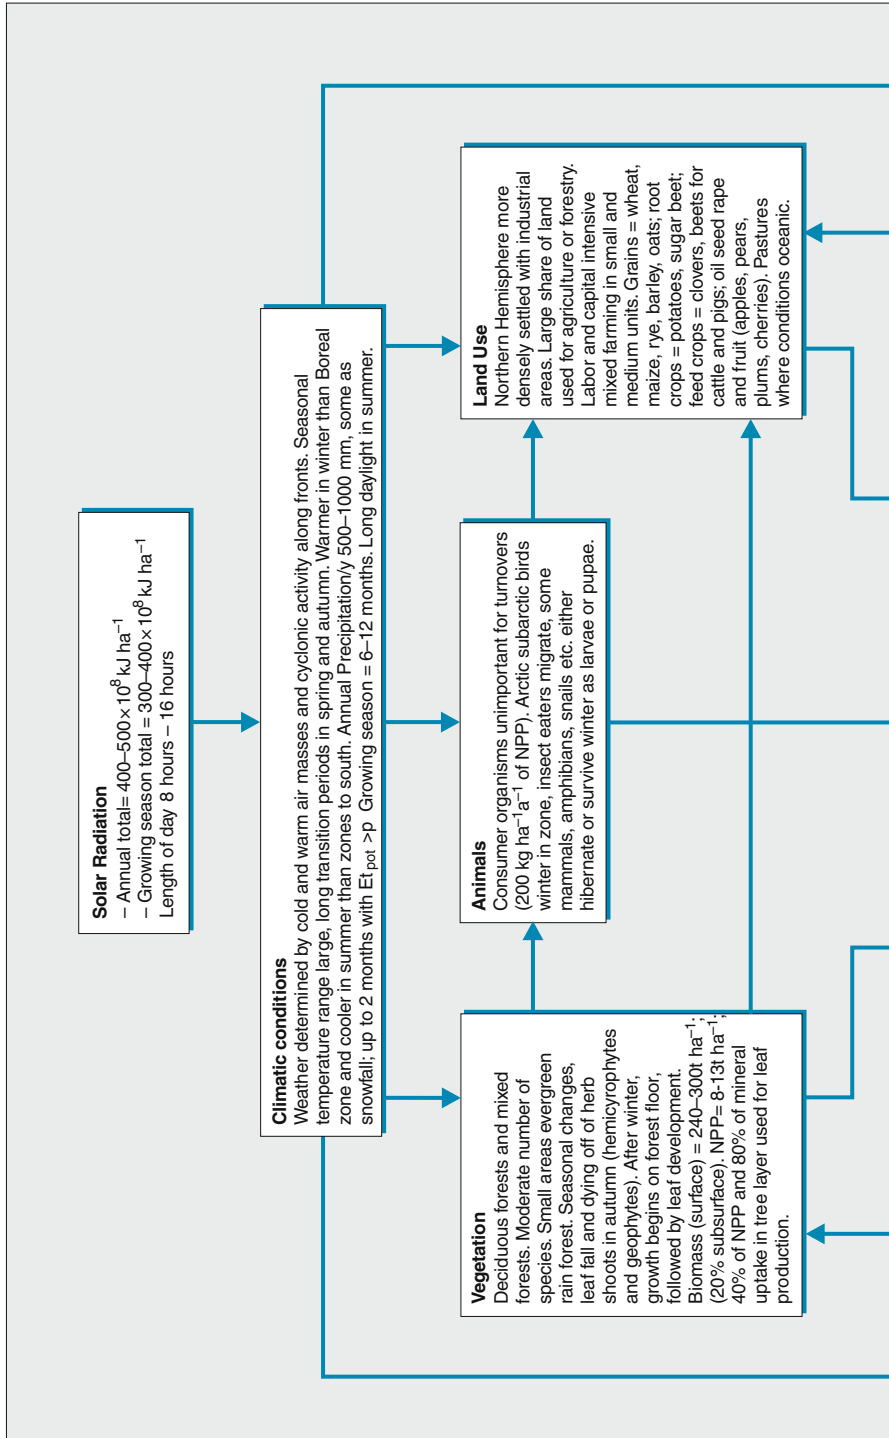 Solar Radiation
– Annual total= 400–500×10⁸ kJ ha⁻¹
– Growing season total = 300–400×10⁸ kJ ha⁻¹
Length of day 8 hours – 16 hours
Climatic conditions
Weather determined by cold and warm air masses and cyclonic activity along fronts. Seasonal
temperature range large, long transition periods in spring and autumn. Warmer in winter than Boreal
zone and cooler in summer than zones to south. Annual Precipitation/y 500–1000 mm, some as
snowfall; up to 2 months with Et pot >p Growing season = 6–12 months. Long daylight in summer.
Vegetation
Deciduous forests and mixed
forests. Moderate number of
species. Small areas evergreen
rain forest. Seasonal changes,
leaf fall and dying off of herb
shoots in autumn (hemicyrophytes
and geophytes). After winter,
growth begins on forest floor,
followed by leaf development.
Biomass (surface) = 240–300t ha⁻¹;
(20% subsurface). NPP= 8-13t ha⁻¹;
40% of NPP and 80% of mineral
uptake in tree layer used for leaf
production.
Animals
Consumer organisms unimportant for turnovers
(200 kg ha⁻¹a⁻¹ of NPP). Arctic subarctic birds
winter in zone, insect eaters migrate, some
mammals, amphibians, snails etc. either
hibernate or survive winter as larvae or pupae.
Land Use
Northern Hemisphere more
densely settled with industrial
areas. Large share of land
used for agriculture or forestry.
Labor and capital intensive
mixed farming in small and
medium units. Grains = wheat,
maize, rye, barley, oats; root
crops = potatoes, sugar beet;
feed crops = clovers, beets for
cattle and pigs; oil seed rape
and fruit (apples, pears,
plums, cherries). Pastures
where conditions oceanic.